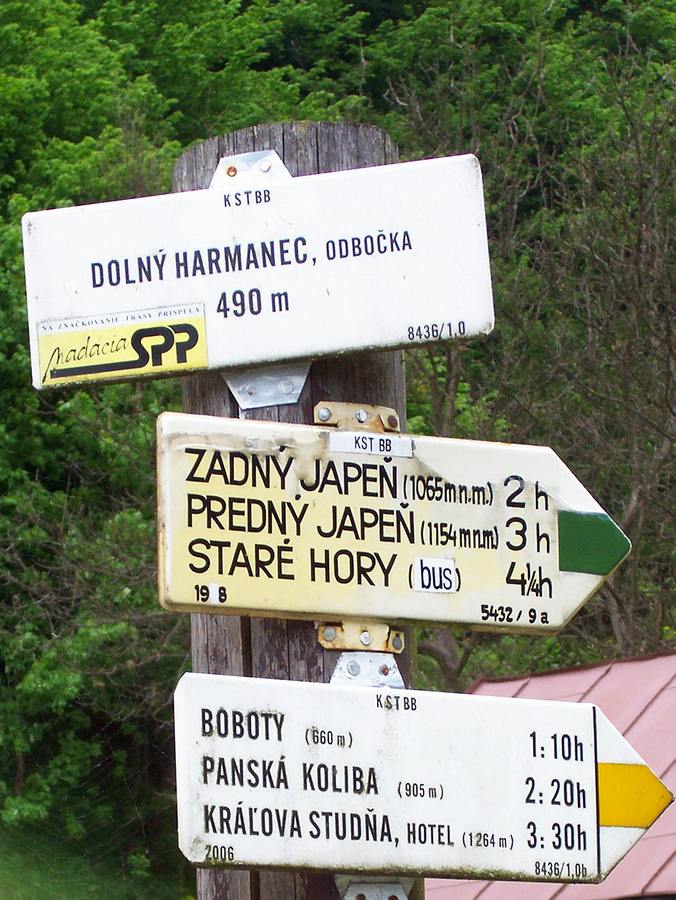 KSTBB
DOLNÝ HARMANEC, ODBOČKA
490 m
NA ZNAČKOVANIE TRASY PRISPELA
Nadácia SPP
8436/1,0
KST BB
ZADNÝ JAPEŇ (1065 m n.m.) 2 h
PREDNÝ JAPEŇ (1154 m n.m.) 3 h
STARÉ HORY (bus) 4¼h
5432/9a
KSTBB
BOBOTY (660 m) 1:10h
PANSKÁ KOLIBA (905 m) 2:20h
KRÁĽOVA STUDŇA, HOTEL (1264 m) 3:30h
2006 8436/1,0h